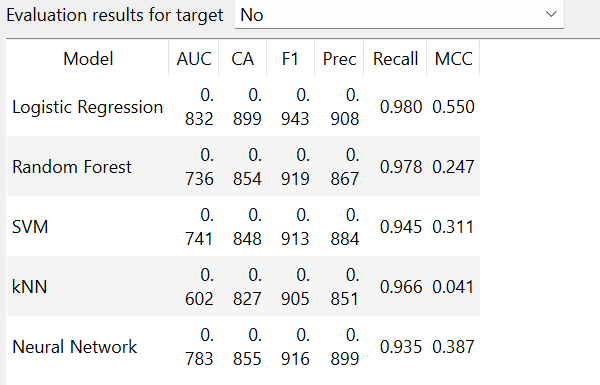 Evaluation results for target No
Model AUC CA F1 Prec Recall MCC
Logistic Regression 0.832 0.899 0.943 0.908 0.980 0.550
Random Forest 0.736 0.854 0.919 0.867 0.978 0.247
SVM 0.741 0.848 0.913 0.884 0.945 0.311
kNN 0.602 0.827 0.905 0.851 0.966 0.041
Neural Network 0.783 0.855 0.916 0.899 0.935 0.387